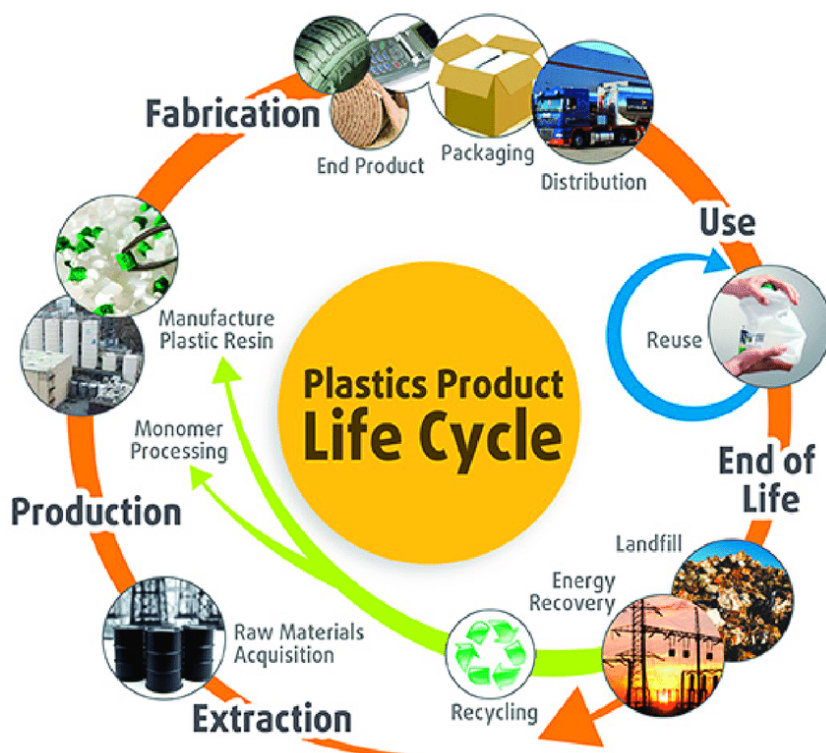 Fabrication
End Product
Packaging
Distribution
Use
Reuse
Manufacture
Plastic Resin
Plastics Product
Life Cycle
Monomer
Processing
End of
Life
Production
Landfill
Energy
Recovery
Raw Materials
Acquisition
Recycling
Extraction